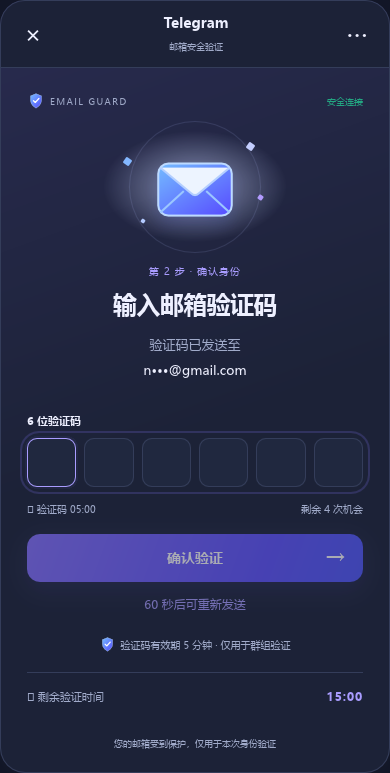 Telegram
邮箱安全验证
EMAIL GUARD
安全连接
第 2 步 · 确认身份
输入邮箱验证码
验证码已发送至
n•••@gmail.com
6 位验证码
验证码 05:00
剩余 4 次机会
确认验证 →
60 秒后可重新发送
验证码有效期 5 分钟 · 仅用于群组验证
剩余验证时间
15:00
您的邮箱受到保护，仅用于本次身份验证